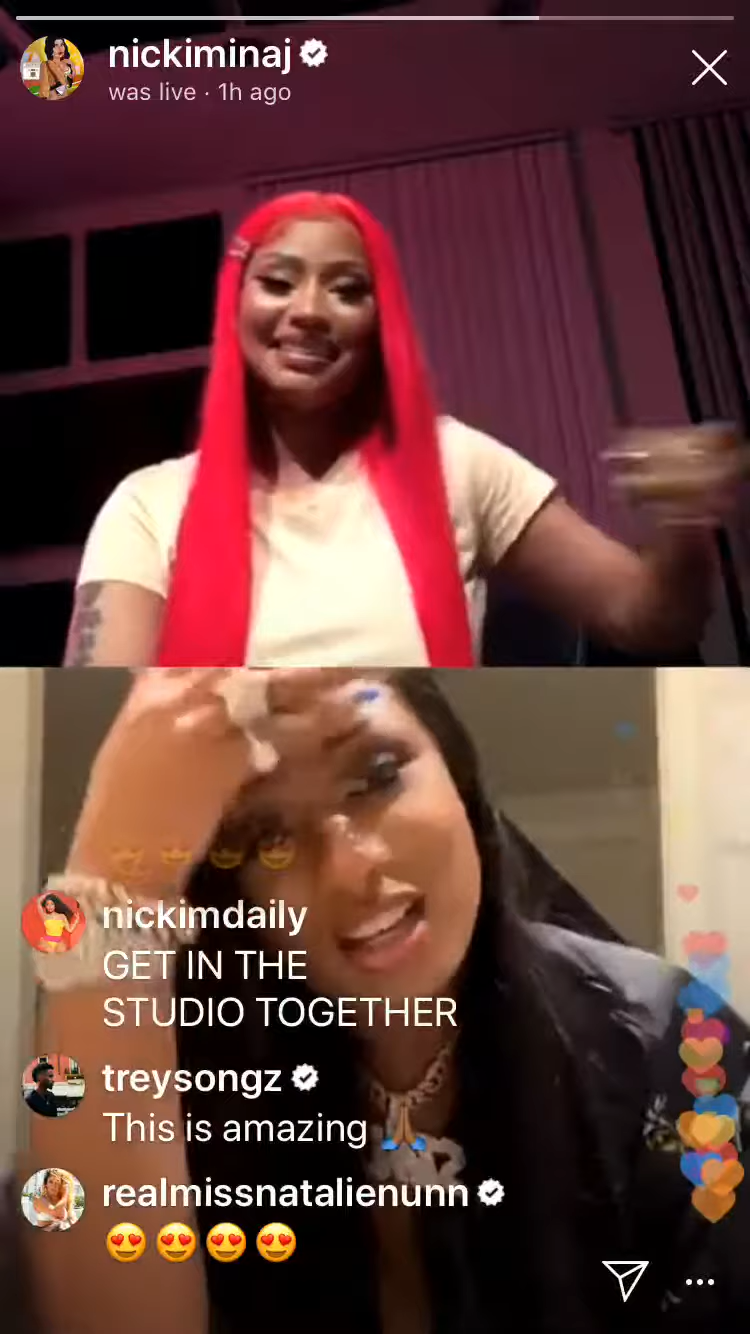 nickiminaj
was live · 1h ago
nickimdaily
GET IN THE
STUDIO TOGETHER
treysongz
This is amazing 🙏🏽
realmissnatalienunn
😍😍😍😍